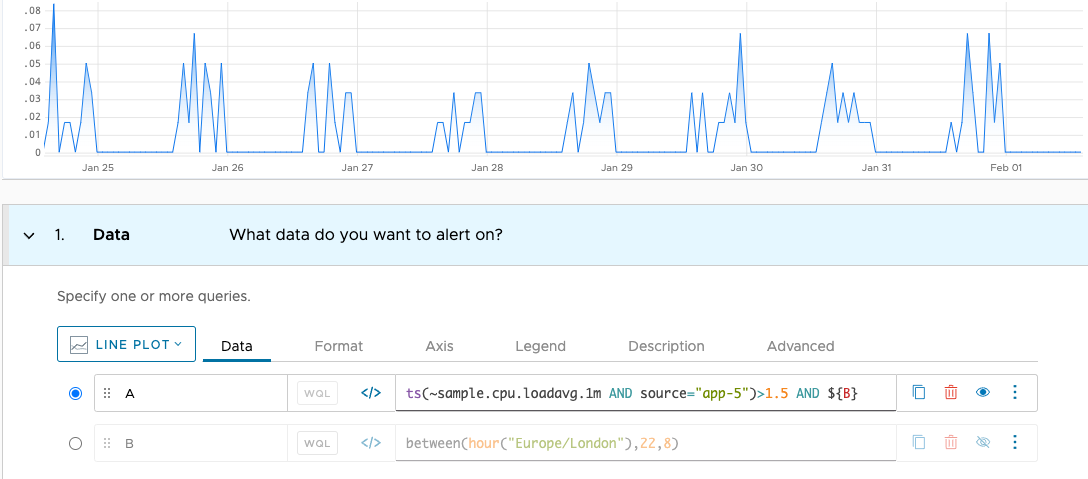 .08
.07
.06
.05
.04
.03
.02
.01
0
Jan 25 Jan 26 Jan 27 Jan 28 Jan 29 Jan 30 Jan 31 Feb 01
1. Data What data do you want to alert on?
Specify one or more queries.
LINE PLOT Data Format Axis Legend Description Advanced
A WQL </> ts(~sample.cpu.loadavg.1m AND source="app-5")>1.5 AND ${B}
B WQL </> between(hour("Europe/London"),22,8)